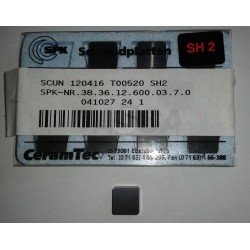 SPK Schneidplatten
SH 2
SCUN 120416 T00520 SH2
SPK-NR.38.36.12.600.03.7.0
041027 24 1
CeramTec